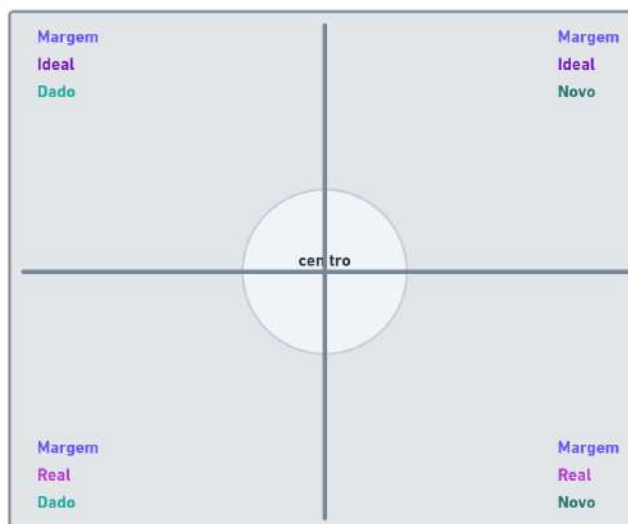 Margem
Ideal
Dado
Margem
Ideal
Novo
centro
Margem
Real
Dado
Margem
Real
Novo